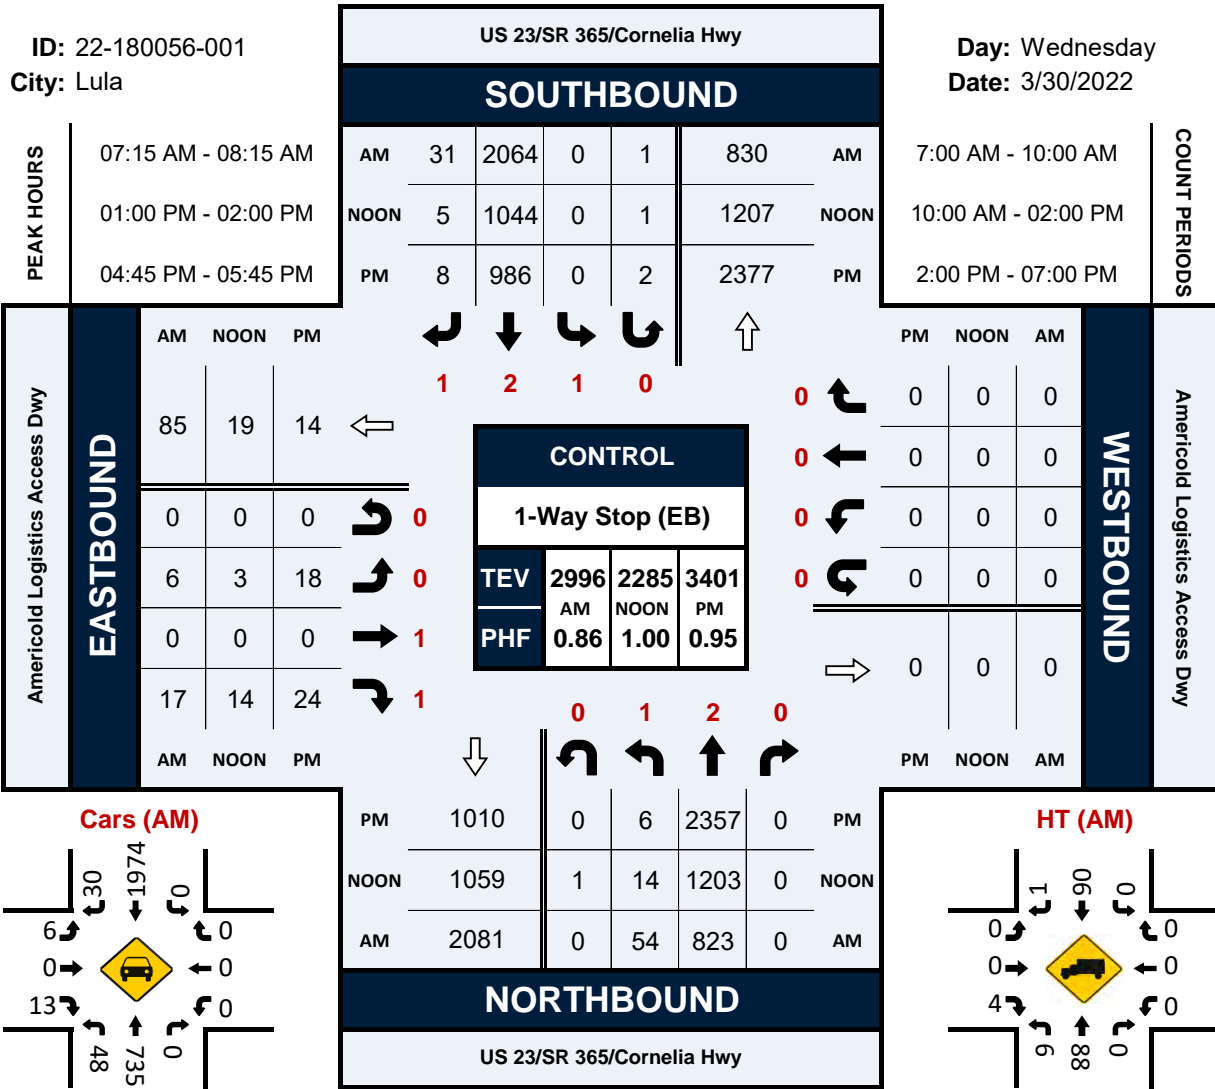 US 23/SR 365/Cornelia Hwy
ID: 22-180056-001
City: Lula
Day: Wednesday
Date: 3/30/2022
SOUTHBOUND
PEAK HOURS
07:15 AM - 08:15 AM
01:00 PM - 02:00 PM
04:45 PM - 05:45 PM
AM 31 2064 0 1 830 AM
NOON 5 1044 0 1 1207 NOON
PM 8 986 0 2 2377 PM
7:00 AM - 10:00 AM
10:00 AM - 02:00 PM
2:00 PM - 07:00 PM
COUNT PERIODS
1 2 1 0
Americold Logistics Access Dwy
EASTBOUND
AM NOON PM
85 19 14
0 0 0 0
6 3 18 0
0 0 0 1
17 14 24 1
AM NOON PM
CONTROL
1-Way Stop (EB)
TEV 2996 2285 3401
AM NOON PM
PHF 0.86 1.00 0.95
PM NOON AM
0 0 0 0
0 0 0 0
0 0 0 0
0 0 0 0
0 0 0
PM NOON AM
WESTBOUND
Americold Logistics Access Dwy
0 1 2 0
PM 1010 0 6 2357 0 PM
NOON 1059 1 14 1203 0 NOON
AM 2081 0 54 823 0 AM
NORTHBOUND
US 23/SR 365/Cornelia Hwy
Cars (AM)
30 1974 0
6 0
0 0
13 0
48 735 0
HT (AM)
1 90 0
0 0
0 0
4 0
6 88 0